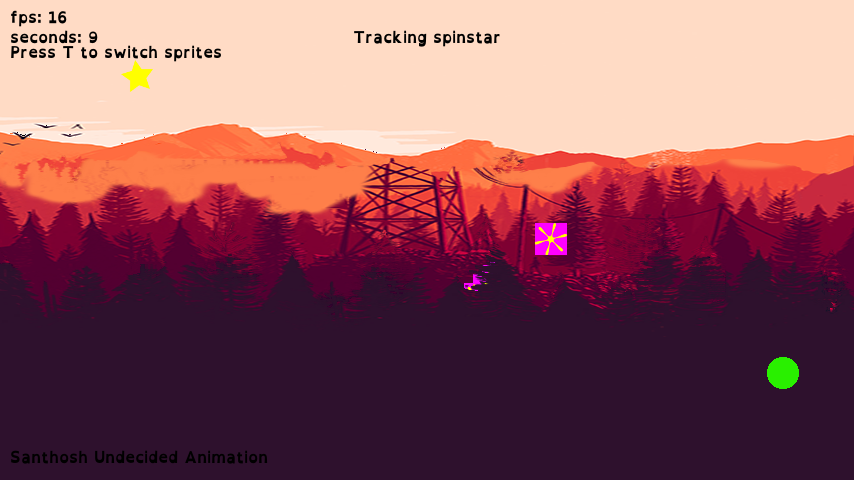 fps: 16
seconds: 9
Tracking spinstar
Press T to switch sprites
Santhosh Undecided Animation